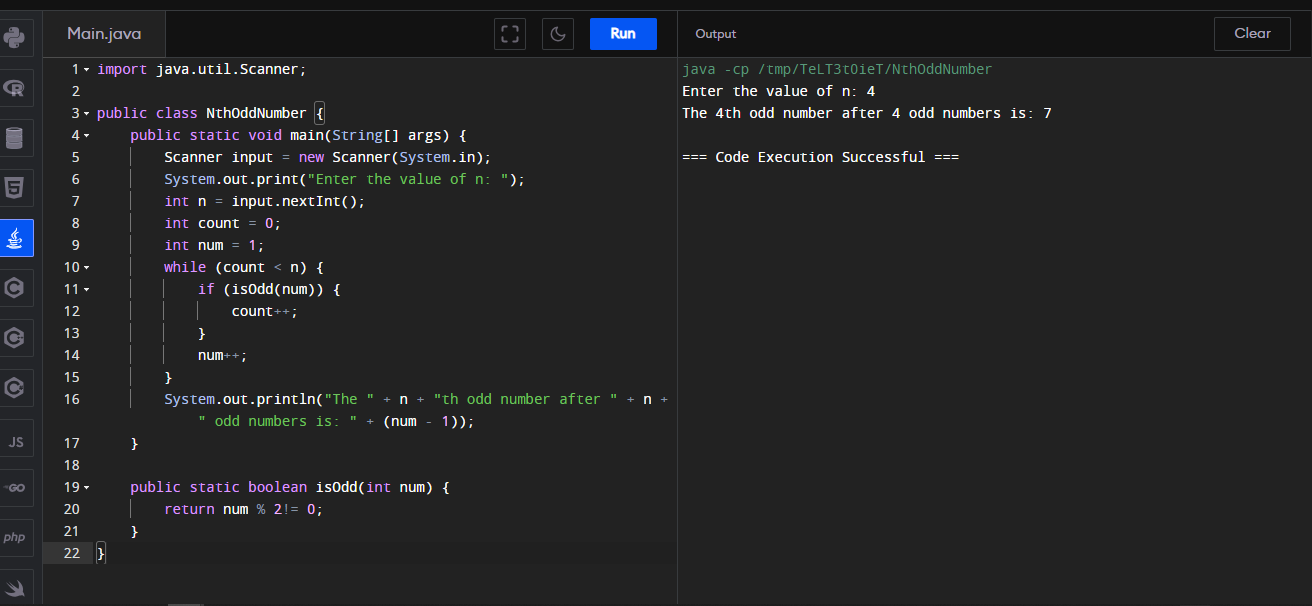 Main.java
Run
Output
Clear
1 import java.util.Scanner;
2
3 public class NthOddNumber {
4     public static void main(String[] args) {
5         Scanner input = new Scanner(System.in);
6         System.out.print("Enter the value of n: ");
7         int n = input.nextInt();
8         int count = 0;
9         int num = 1;
10         while (count < n) {
11             if (isOdd(num)) {
12                 count++;
13             }
14             num++;
15         }
16         System.out.println("The " + n + "th odd number after " + n +
            " odd numbers is: " + (num - 1));
17     }
18
19     public static boolean isOdd(int num) {
20         return num % 2!= 0;
21     }
22 }
java -cp /tmp/TeLT3tOieT/NthOddNumber
Enter the value of n: 4
The 4th odd number after 4 odd numbers is: 7
=== Code Execution Successful ===
JS
GO
php